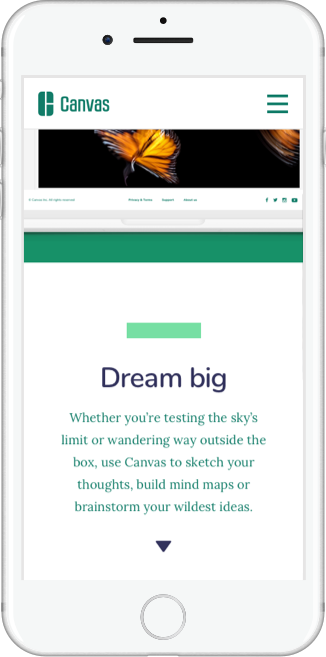 Canvas
© Canvas Inc. All rights reserved
Privacy & Terms Support About us
Dream big
Whether you're testing the sky's
limit or wandering way outside the
box, use Canvas to sketch your
thoughts, build mind maps or
brainstorm your wildest ideas.